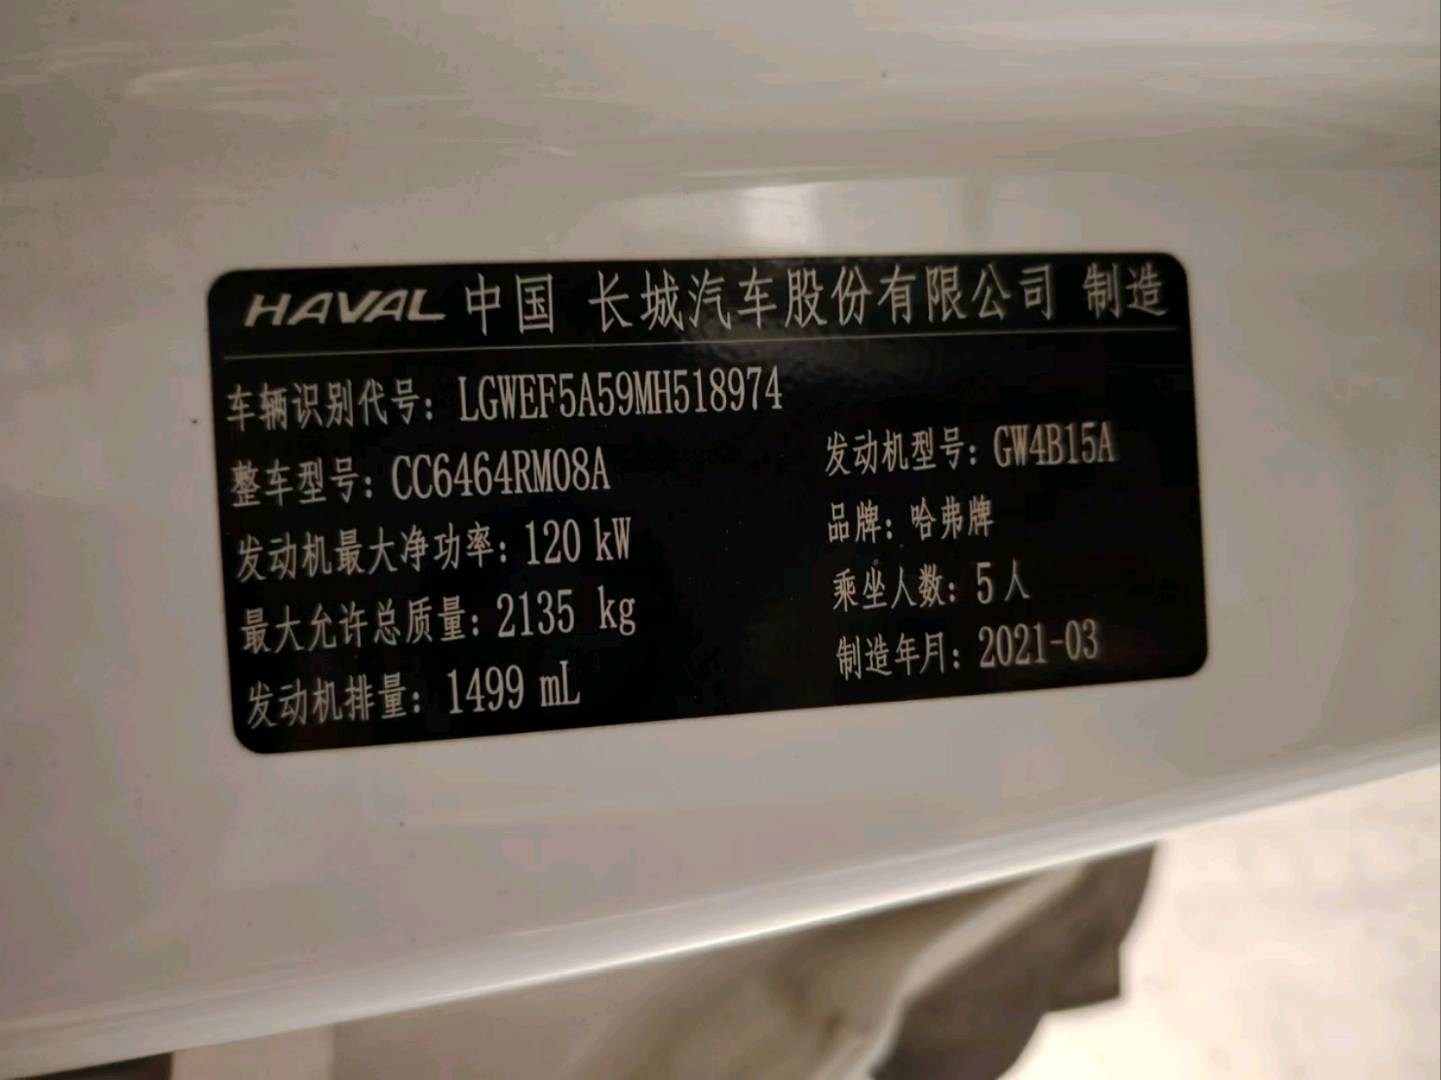 HAVAL 中国 长城汽车股份有限公司 制造
车辆识别代号：LGWEF5A59MH518974
整车型号：CC6464RM08A 发动机型号：GW4B15A
发动机最大净功率：120 kW 品牌：哈弗牌
最大允许总质量：2135 kg 乘坐人数：5人
发动机排量：1499 mL 制造年月：2021-03